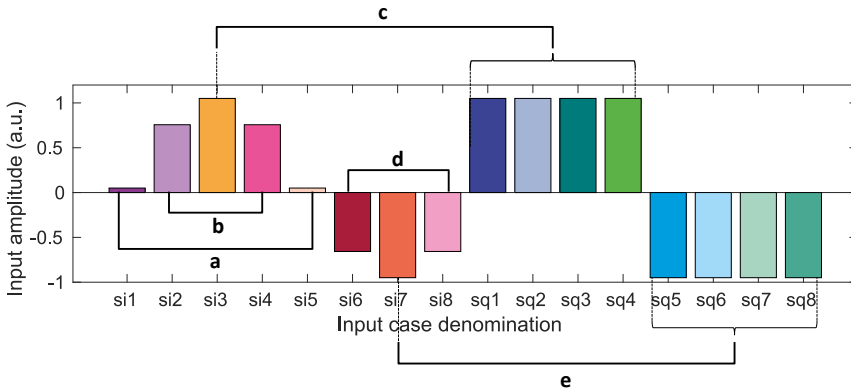 c
Input amplitude (a.u.)
1
0.5
0
-0.5
-1
d
b
a
si1 si2 si3 si4 si5 si6 si7 si8 sq1 sq2 sq3 sq4 sq5 sq6 sq7 sq8
Input case denomination
e